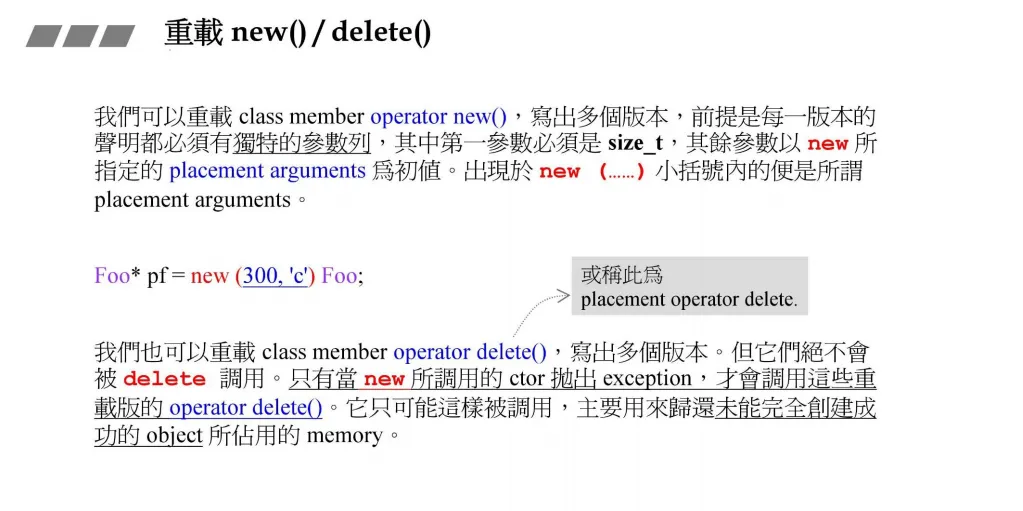 重載 new() / delete()
我們可以重載 class member operator new()，寫出多個版本，前提是每一版本的
聲明都必須有獨特的參數列，其中第一參數必須是 size_t，其餘參數以 new 所
指定的 placement arguments 為初值。出現於 new (……) 小括號內的便是所謂
placement arguments。
Foo* pf = new (300, 'c') Foo;
或稱此為
placement operator delete.
我們也可以重載 class member operator delete()，寫出多個版本。但它們絕不會
被 delete 調用。只有當 new 所調用的 ctor 拋出 exception，才會調用這些重
載版的 operator delete()。它只可能這樣被調用，主要用來歸還未能完全創建成
功的 object 所佔用的 memory。